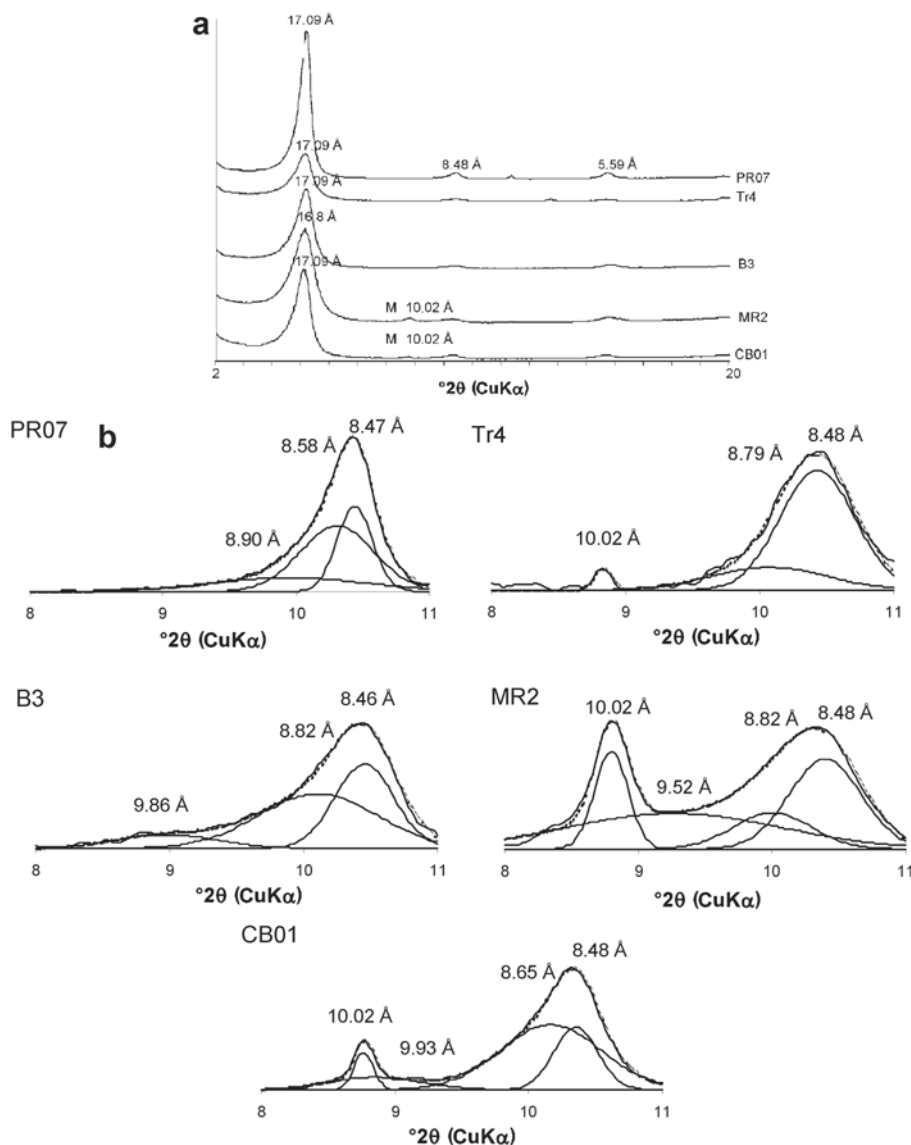 a
17.09 Å
17.09 Å
8.48 Å
5.59 Å
PR07
17.09 Å
Tr4
16.8 Å
B3
17.09 Å
M 10.02 Å
MR2
M 10.02 Å
CB01
2
20
°2θ (CuKα)
PR07
b
8.90 Å
8.58 Å
8.47 Å
8
9
10
11
°2θ (CuKα)
Tr4
10.02 Å
8.79 Å
8.48 Å
8
9
10
11
°2θ (CuKα)
B3
9.86 Å
8.82 Å
8.46 Å
8
9
10
11
°2θ (CuKα)
MR2
10.02 Å
9.52 Å
8.82 Å
8.48 Å
8
9
10
11
°2θ (CuKα)
CB01
10.02 Å
9.93 Å
8.65 Å
8.48 Å
8
9
10
11
°2θ (CuKα)